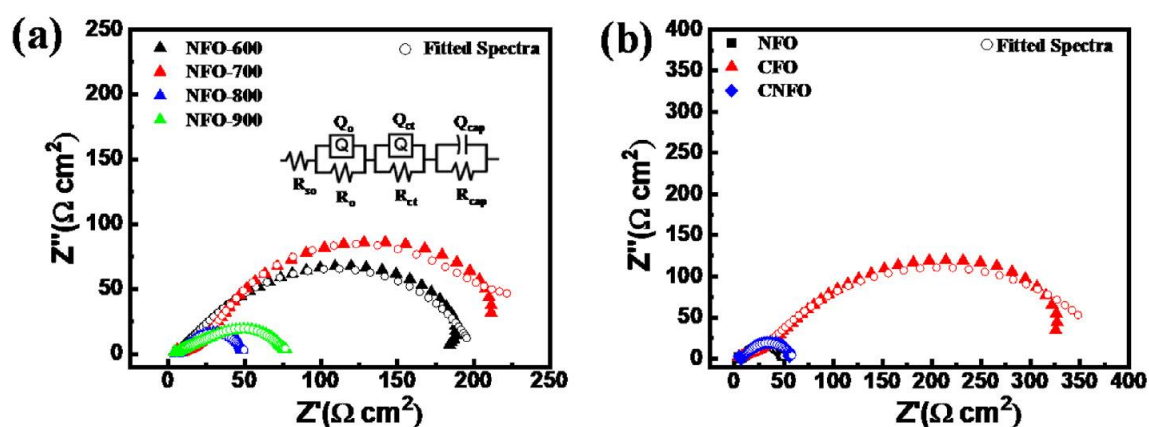 (a)
250
200
150
100
50
0
Z''(Ω cm²)
NFO-600
NFO-700
NFO-800
NFO-900
Fitted Spectra
Qo Qct Qcap
Q Q
Rso Ro Rct Rcap
0 50 100 150 200 250
Z'(Ω cm²)
(b)
400
350
300
250
200
150
100
50
0
Z''(Ω cm²)
NFO
CFO
CNFO
Fitted Spectra
0 50 100 150 200 250 300 350 400
Z'(Ω cm²)